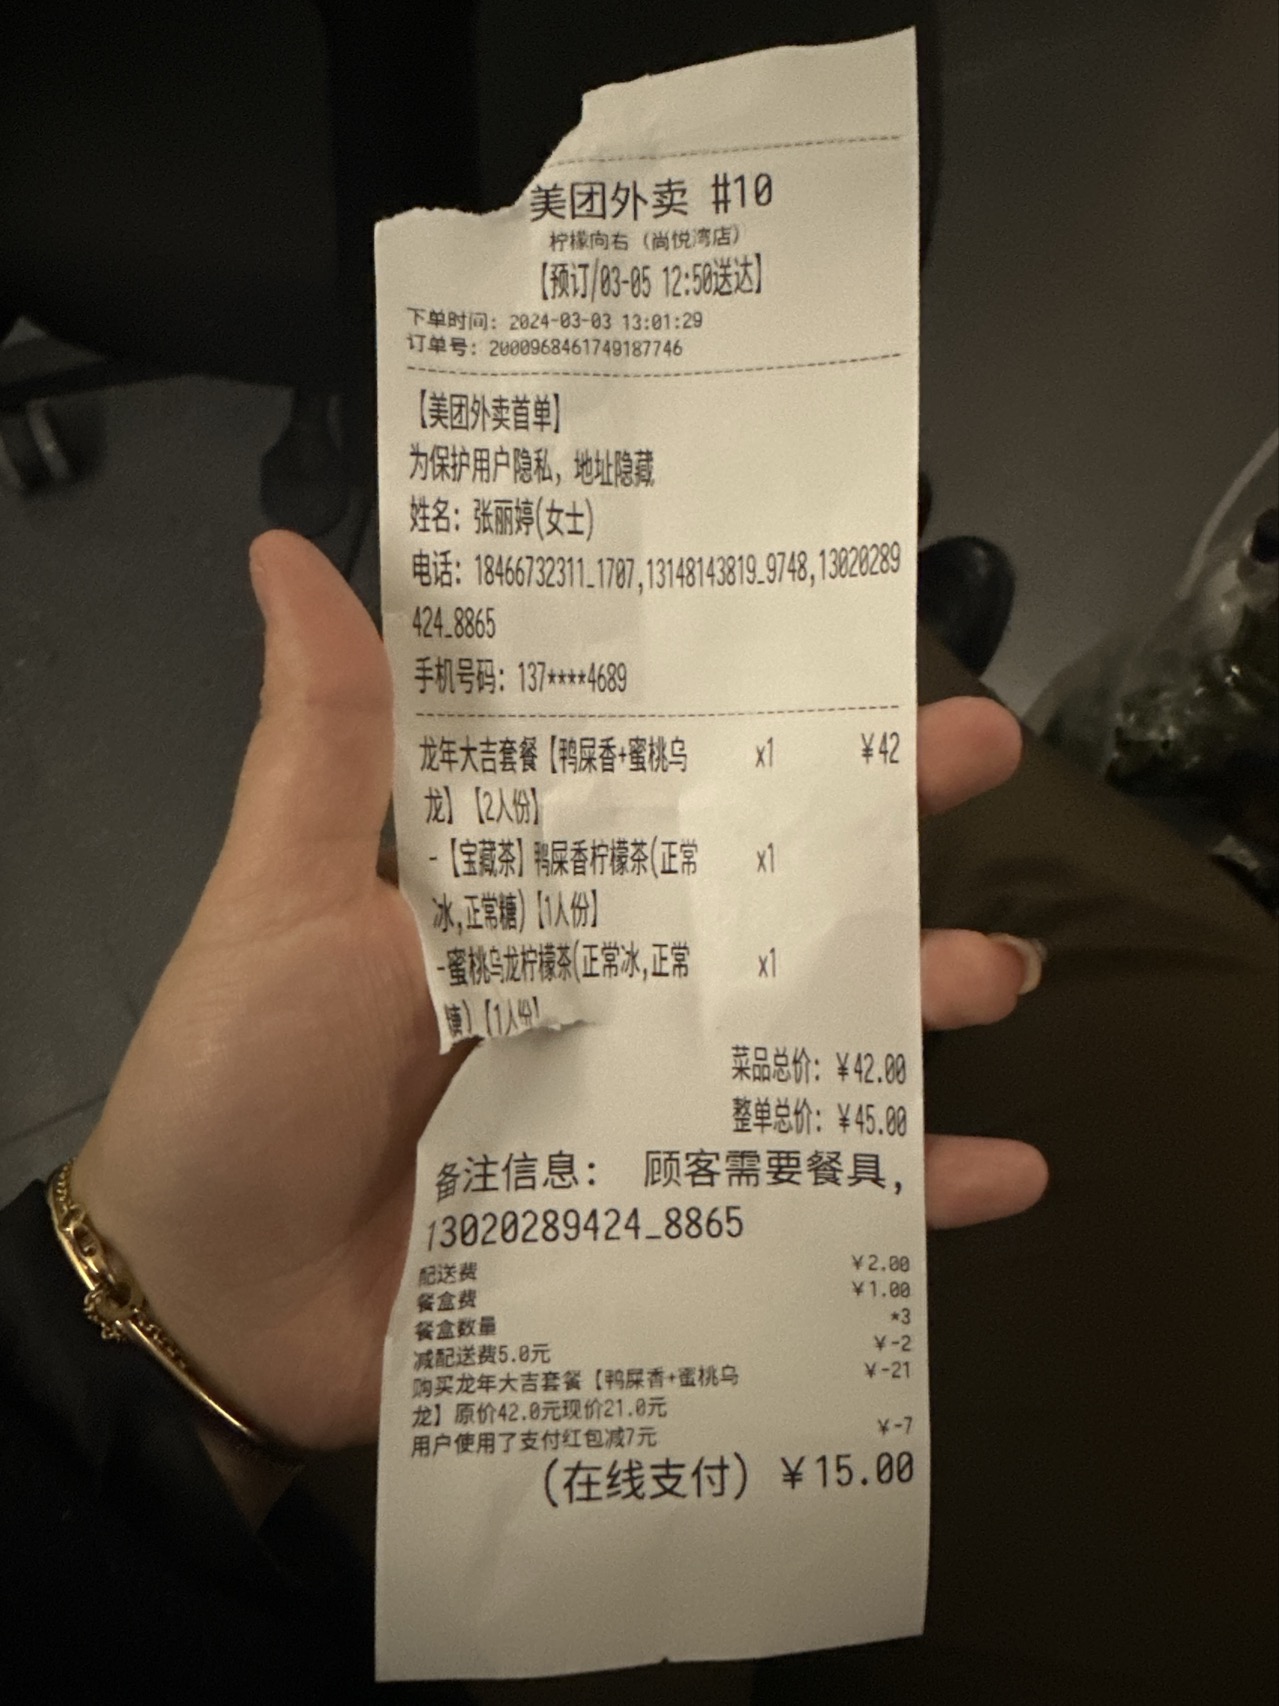 美团外卖 #10
柠檬向右（尚悦湾店）
【预订/03-05 12:50送达】
下单时间：2024-03-03 13:01:29
订单号：2000968461749187746
【美团外卖首单】
为保护用户隐私，地址隐藏
姓名：张丽婷(女士)
电话：18466732311_1707,13148143819_9748,13020289
424_8865
手机号码：137****4689
龙年大吉套餐【鸭屎香+蜜桃乌 x1 ￥42
龙】【2人份】
-【宝藏茶】鸭屎香柠檬茶(正常 x1
冰,正常糖)【1人份】
-蜜桃乌龙柠檬茶(正常冰,正常 x1
糖)【1人份】
菜品总价：￥42.00
整单总价：￥45.00
备注信息： 顾客需要餐具，
13020289424_8865
配送费 ￥2.00
餐盒费 ￥1.00
餐盒数量 *3
减配送费5.0元 ￥-2
购买龙年大吉套餐【鸭屎香+蜜桃乌 ￥-21
龙】原价42.0元现价21.0元
用户使用了支付红包减7元 ￥-7
（在线支付）￥15.00